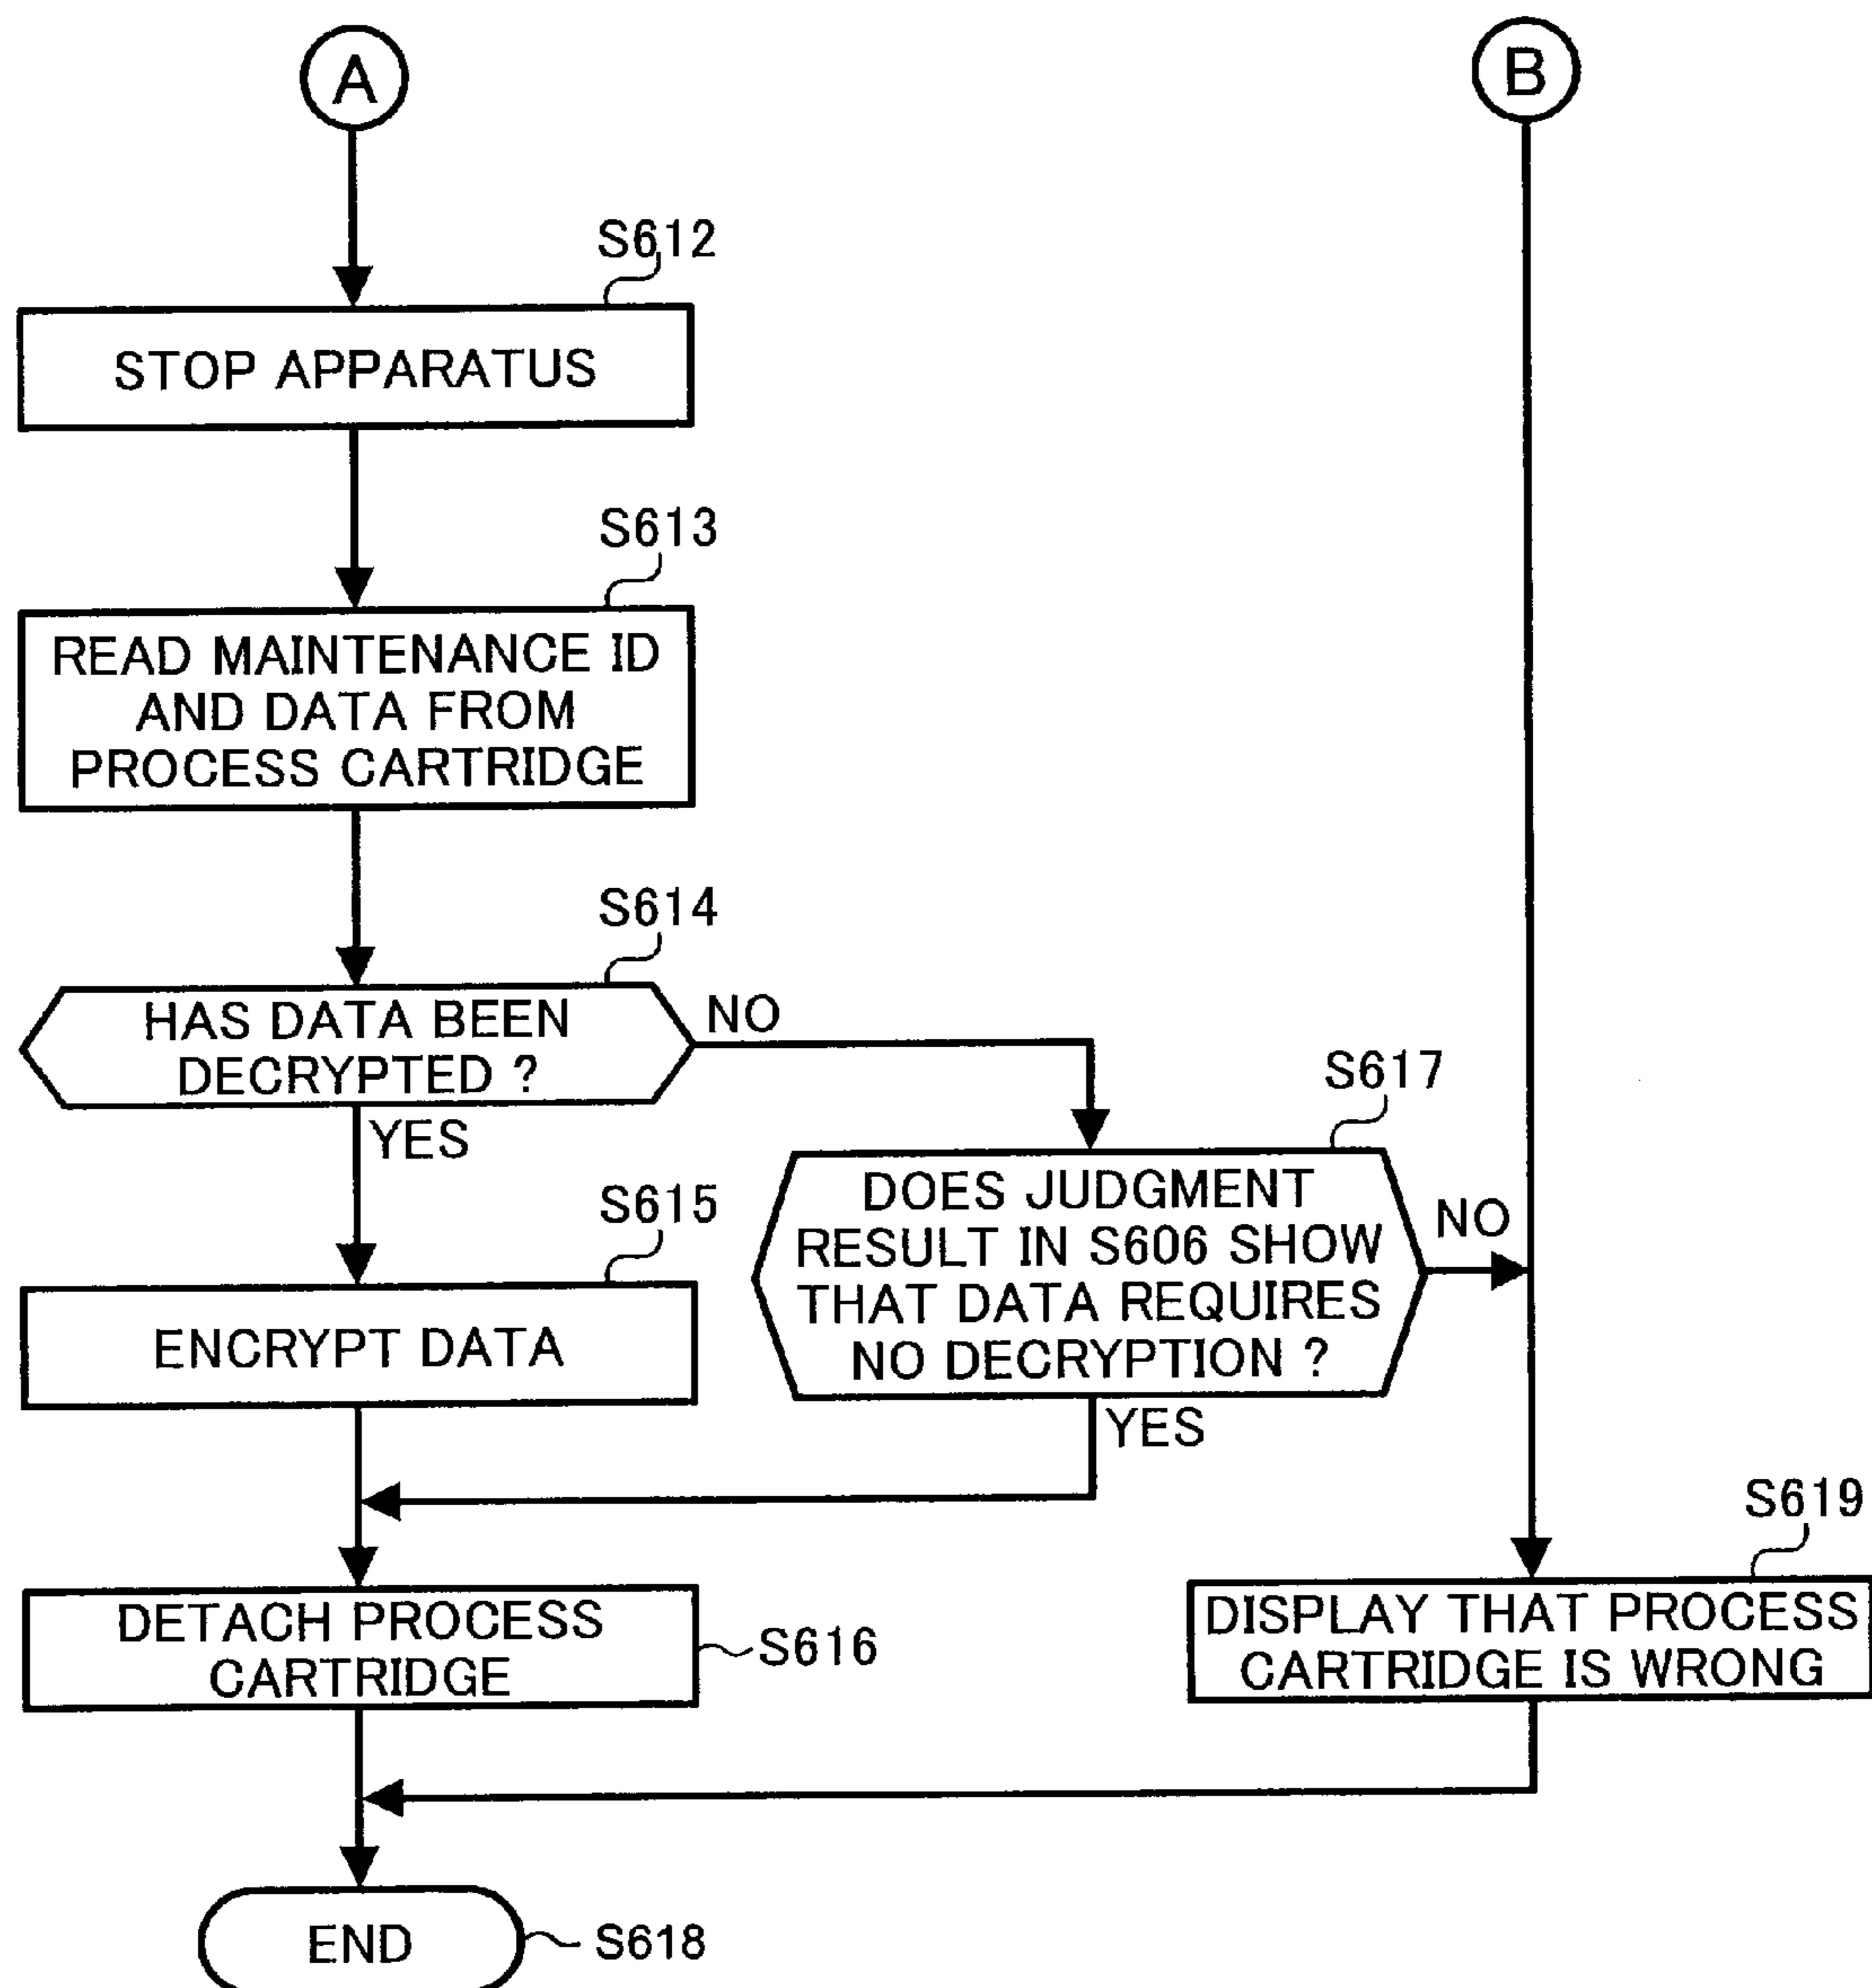 A
B
S612
STOP APPARATUS
S613
READ MAINTENANCE ID
AND DATA FROM
PROCESS CARTRIDGE
S614
HAS DATA BEEN
DECRYPTED ?
NO
YES
S617
DOES JUDGMENT
RESULT IN S606 SHOW
THAT DATA REQUIRES
NO DECRYPTION ?
NO
YES
S615
ENCRYPT DATA
S619
DETACH PROCESS
CARTRIDGE
S616
DISPLAY THAT PROCESS
CARTRIDGE IS WRONG
END
S618